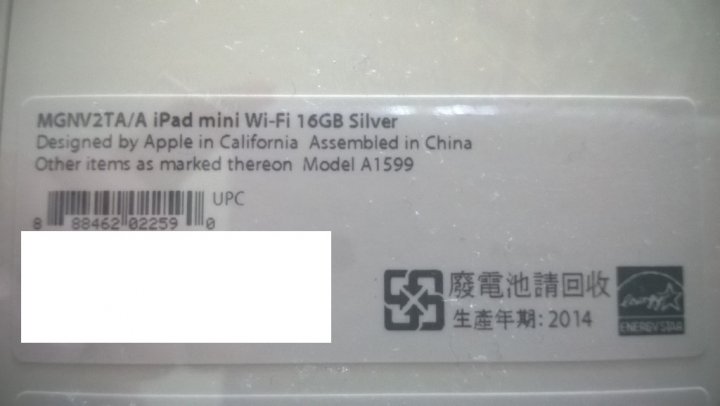 MGNV2TA/A iPad mini Wi-Fi 16GB Silver
Designed by Apple in California Assembled in China
Other items as marked thereon Model A1599
UPC
8 88462 02259 0
廢電池請回收
生產年期: 2014
energy
ENERGY STAR